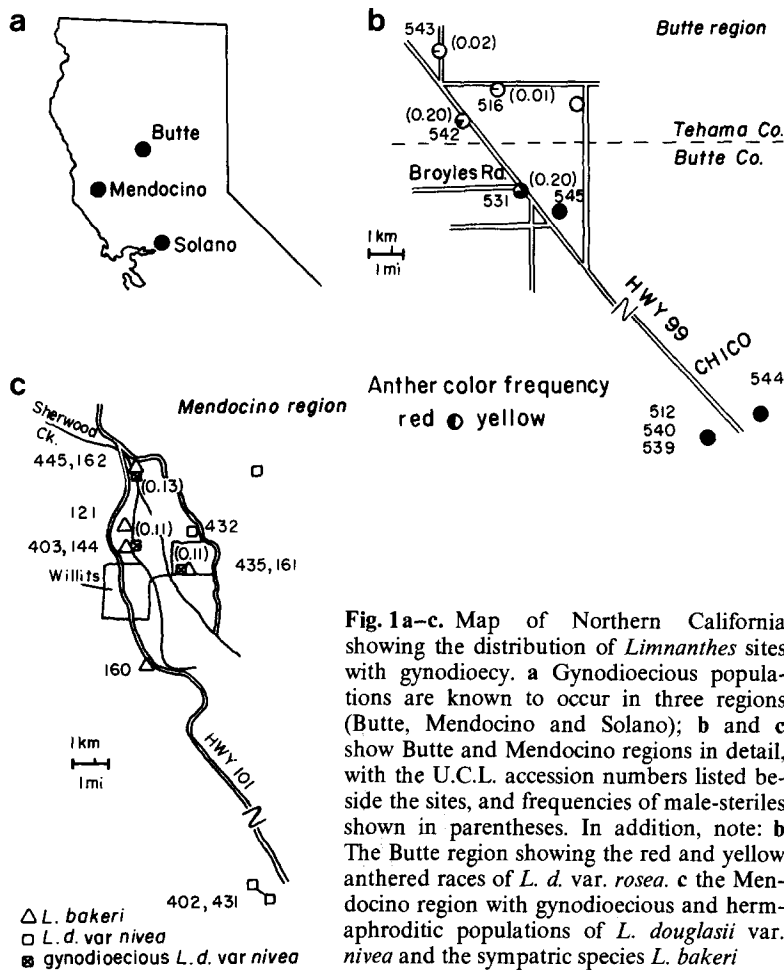 a
Butte
Mendocino
Solano
b
Butte region
543
(0.02)
516
(0.01)
(0.20)
542
Tehama Co.
Butte Co.
Broyles Rd.
(0.20)
531
545
1 km
1 mi
HWY 99
CHICO
544
512
540
539
Anther color frequency
red yellow
c
Mendocino region
Sherwood
Ck.
445, 162
(0.13)
121
(0.11)
432
403, 144
(0.11)
435, 161
Willits
160
1 km
1 mi
HWY 101
402, 431
△ L. bakeri
□ L.d. var nivea
⊠ gynodioecious L.d. var nivea
Fig. 1a–c. Map of Northern California
showing the distribution of Limnanthes sites
with gynodioecy. a Gynodioecious popula-
tions are known to occur in three regions
(Butte, Mendocino and Solano); b and c
show Butte and Mendocino regions in detail,
with the U.C.L. accession numbers listed be-
side the sites, and frequencies of male-steriles
shown in parentheses. In addition, note: b
The Butte region showing the red and yellow
anthered races of L. d. var. rosea. c the Men-
docino region with gynodioecious and herm-
aphroditic populations of L. douglasii var.
nivea and the sympatric species L. bakeri